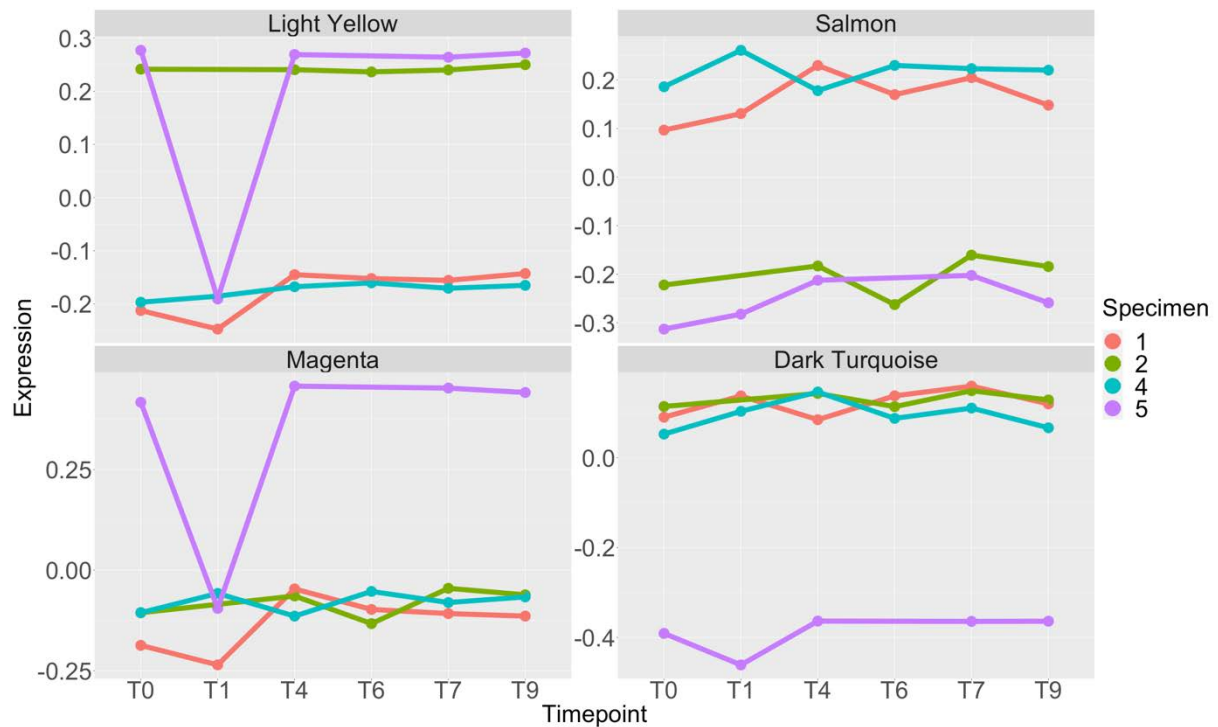 Light Yellow
0.3
0.2
0.1
0.0
-0.1
-0.2
Salmon
0.2
0.1
0.0
-0.1
-0.2
-0.3
Magenta
0.25
0.00
-0.25
T0 T1 T4 T6 T7 T9
Dark Turquoise
0.0
-0.2
-0.4
T0 T1 T4 T6 T7 T9
Expression
Timepoint
Specimen
1
2
4
5